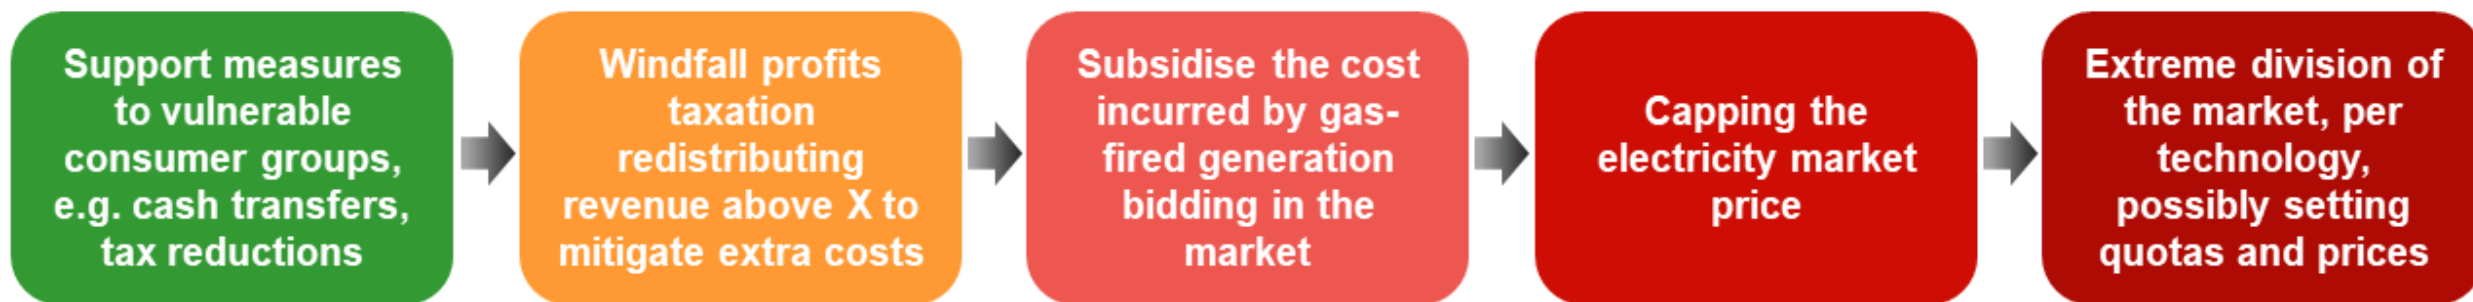 Support measures
to vulnerable
consumer groups,
e.g. cash transfers,
tax reductions
Windfall profits
taxation
redistributing
revenue above X to
mitigate extra costs
Subsidise the cost
incurred by gas-
fired generation
bidding in the
market
Capping the
electricity market
price
Extreme division of
the market, per
technology,
possibly setting
quotas and prices